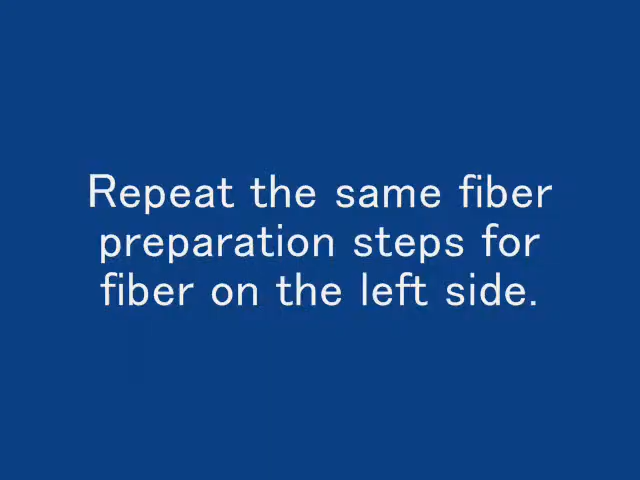 Repeat the same fiber
preparation steps for
fiber on the left side.